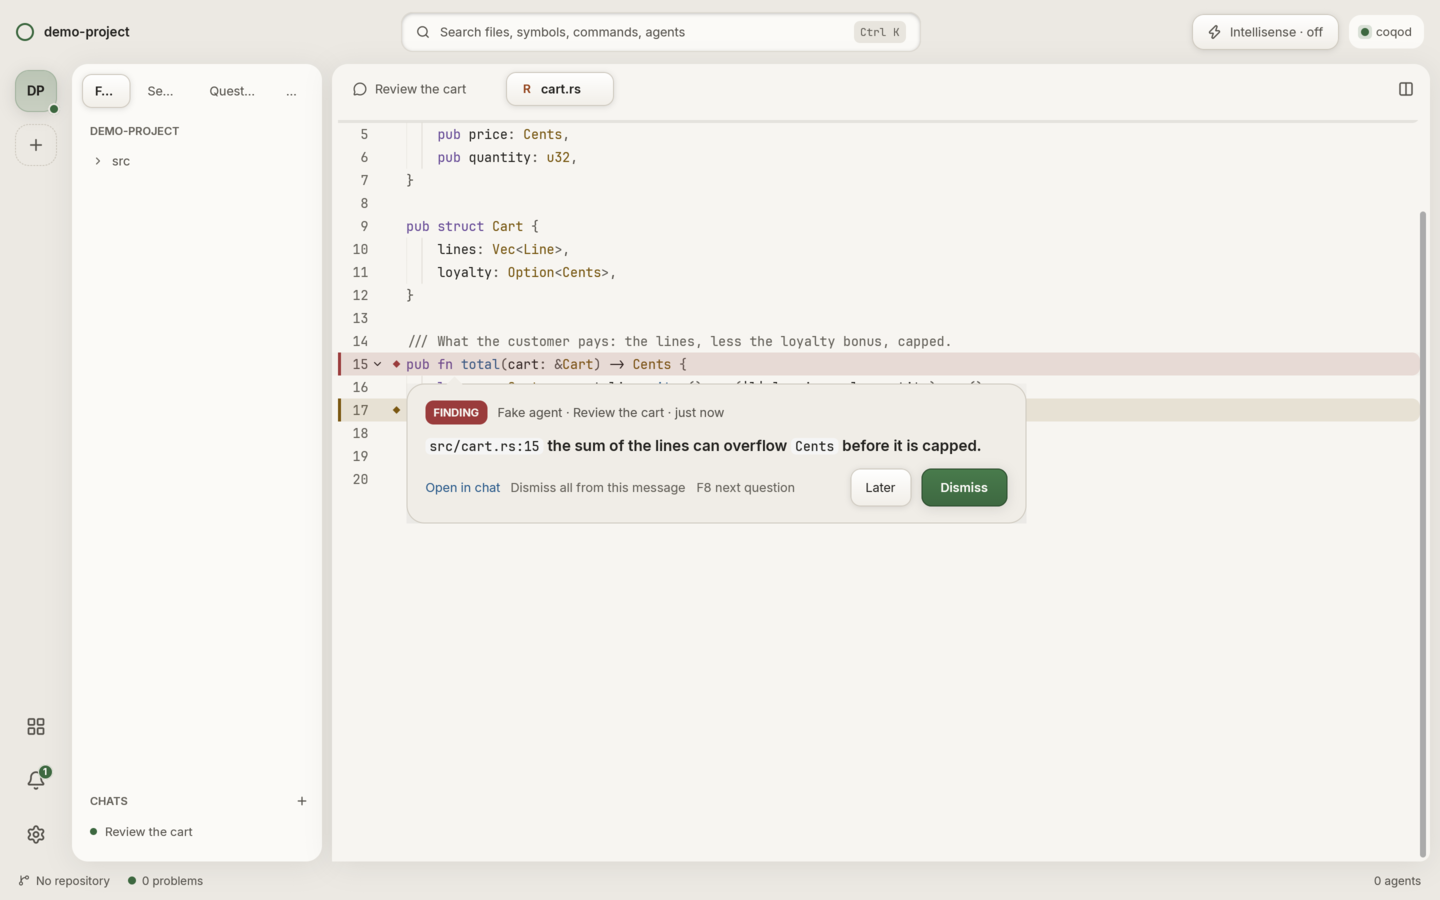 demo-project
Search files, symbols, commands, agents
Ctrl K
Intellisense · off
coqod
DP
F...
Se...
Quest...
...
DEMO-PROJECT
src
CHATS
Review the cart
Review the cart
R cart.rs
5 pub price: Cents,
6 pub quantity: u32,
7 }
8
9 pub struct Cart {
10 lines: Vec<Line>,
11 loyalty: Option<Cents>,
12 }
13
14 /// What the customer pays: the lines, less the loyalty bonus, capped.
15 pub fn total(cart: &Cart) -> Cents {
16
17
18
19
20
FINDING Fake agent · Review the cart · just now
src/cart.rs:15 the sum of the lines can overflow Cents before it is capped.
Open in chat Dismiss all from this message F8 next question Later Dismiss
1
No repository
0 problems
0 agents